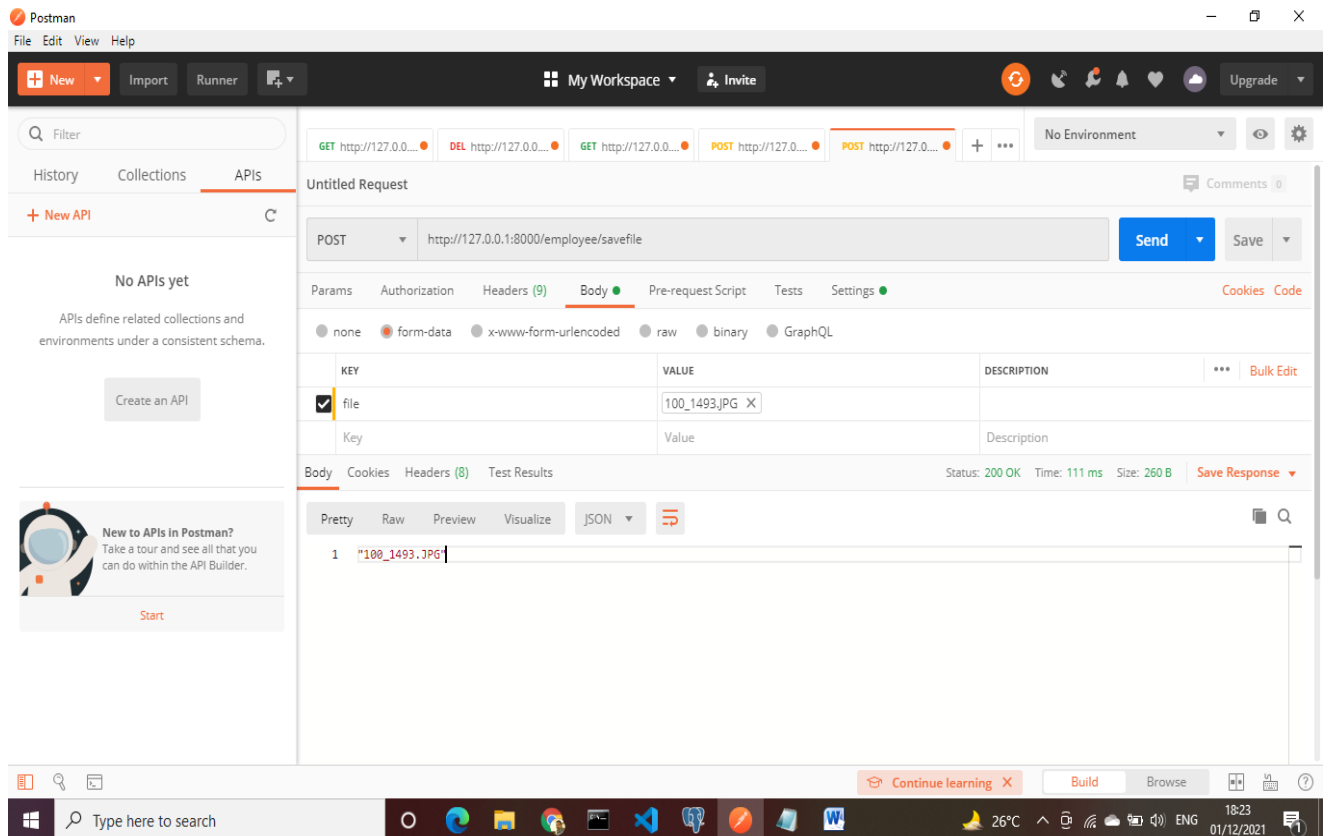 Postman
File Edit View Help
New Import Runner My Workspace Invite Upgrade
Filter
History Collections APIs
+ New API
No APIs yet
APIs define related collections and
environments under a consistent schema.
Create an API
New to APIs in Postman?
Take a tour and see all that you
can do within the API Builder.
Start
GET http://127.0.0.... DEL http://127.0.0.... GET http://127.0.0.... POST http://127.0.... POST http://127.0.... + ••• No Environment
Untitled Request Comments 0
POST http://127.0.0.1:8000/employee/savefile Send Save
Params Authorization Headers (9) Body Pre-request Script Tests Settings Cookies Code
none form-data x-www-form-urlencoded raw binary GraphQL
KEY VALUE DESCRIPTION ••• Bulk Edit
file 100_1493.JPG X
Key Value Description
Body Cookies Headers (8) Test Results Status: 200 OK Time: 111 ms Size: 260 B Save Response
Pretty Raw Preview Visualize JSON
1 "100_1493.JPG"
Continue learning X Build Browse ?
Type here to search 26°C ENG 18:23
01/12/2021